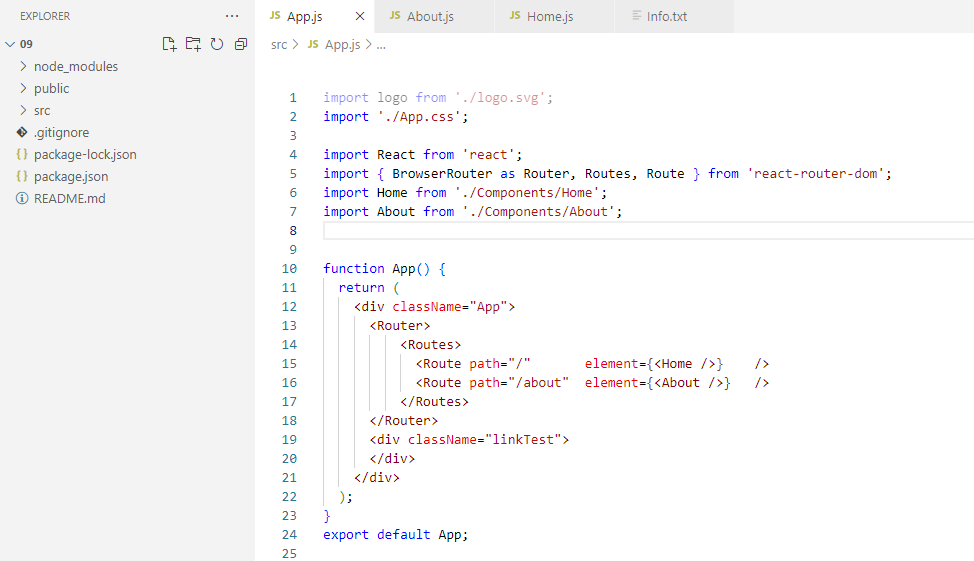 EXPLORER
09
node_modules
public
src
.gitignore
package-lock.json
package.json
README.md
JS App.js
JS About.js
JS Home.js
Info.txt
src > JS App.js > ...
1 import logo from './logo.svg';
2 import './App.css';
3
4 import React from 'react';
5 import { BrowserRouter as Router, Routes, Route } from 'react-router-dom';
6 import Home from './Components/Home';
7 import About from './Components/About';
8
9
10 function App() {
11   return (
12     <div className="App">
13       <Router>
14           <Routes>
15             <Route path="/"       element={<Home />}    />
16             <Route path="/about"  element={<About />}   />
17           </Routes>
18       </Router>
19       <div className="linkTest">
20       </div>
21     </div>
22   );
23 }
24 export default App;
25